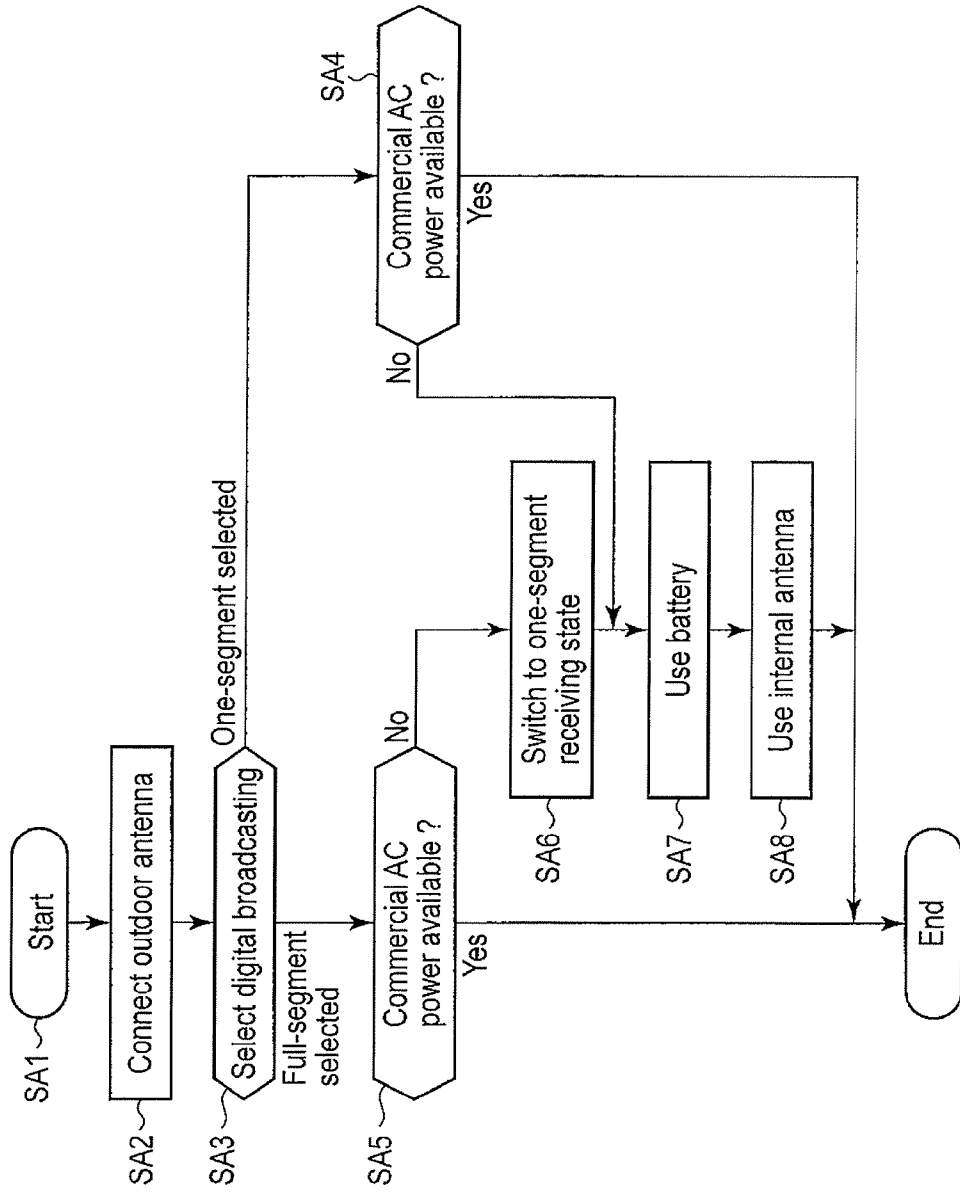 SA1
Start
SA2
Connect outdoor antenna
SA3
Select digital broadcasting
One-segment selected
Full-segment
selected
SA4
Commercial AC
power available ?
No
Yes
SA5
Commercial AC
power available ?
No
Yes
SA6
Switch to one-segment
receiving state
SA7
Use battery
SA8
Use internal antenna
End